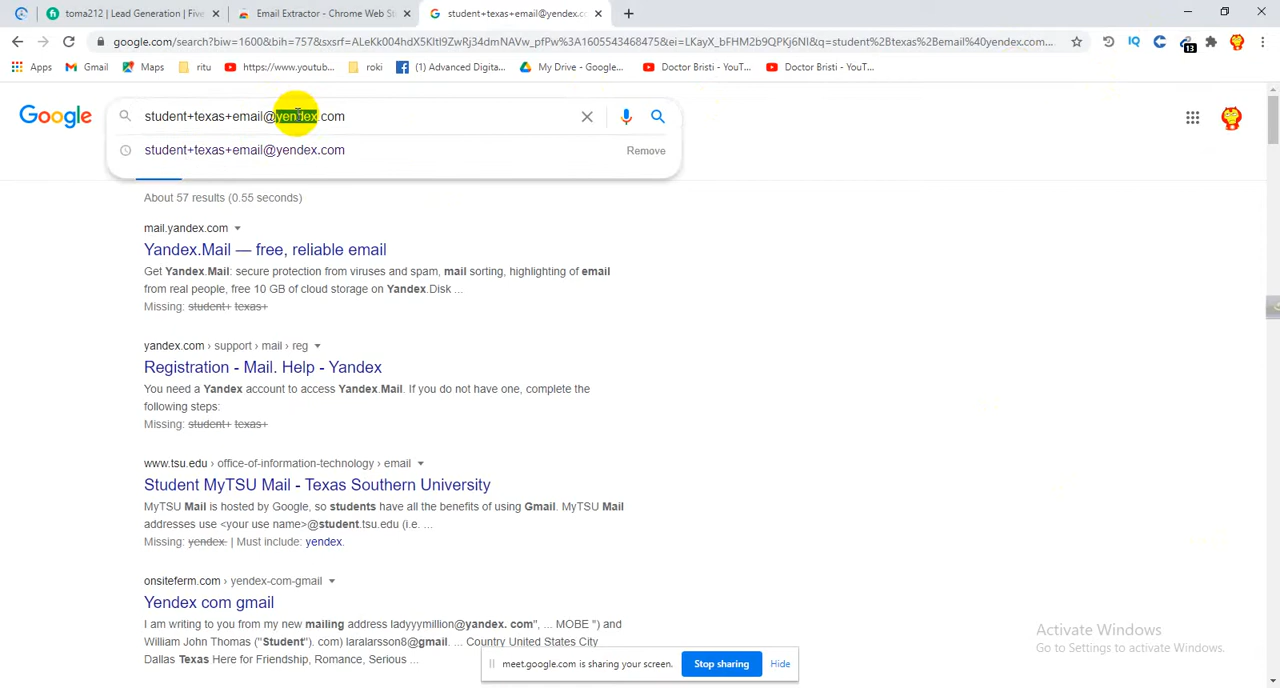 toma212 | Lead Generation | Five
Email Extractor - Chrome Web St
student+texas+email@yendex.co
google.com/search?biw=1600&bih=757&sxsrf=ALeKk004hdX5KltI9ZwRj34dmNAVw_pfPw%3A1605543468475&ei=LKayX_bFHM2b9QPKj6NI&q=student%2Btexas%2Bemail%40yendex.com...
IQ
13
Apps
Gmail
Maps
ritu
https://www.youtub...
roki
(1) Advanced Digita...
My Drive - Google...
Doctor Bristi - YouT...
Doctor Bristi - YouT...
Google
student+texas+email@yendex.com
student+texas+email@yendex.com
Remove
About 57 results (0.55 seconds)
mail.yandex.com
Yandex.Mail — free, reliable email
Get Yandex.Mail: secure protection from viruses and spam, mail sorting, highlighting of email
from real people, free 10 GB of cloud storage on Yandex.Disk ...
Missing: student+ texas+
yandex.com › support › mail › reg
Registration - Mail. Help - Yandex
You need a Yandex account to access Yandex.Mail. If you do not have one, complete the
following steps:
Missing: student+ texas+
www.tsu.edu › office-of-information-technology › email
Student MyTSU Mail - Texas Southern University
MyTSU Mail is hosted by Google, so students have all the benefits of using Gmail. MyTSU Mail
addresses use <your use name>@student.tsu.edu (i.e. ...
Missing: yendex. | Must include: yendex.
onsiteferm.com › yendex-com-gmail
Yendex com gmail
I am writing to you from my new mailing address ladyyymillion@yandex. com", ... MOBE ") and
William John Thomas ("Student"). com) laralarsson8@gmail. ... Country United States City
Dallas Texas Here for Friendship, Romance, Serious ...
meet.google.com is sharing your screen.
Stop sharing
Hide
Activate Windows
Go to Settings to activate Windows.